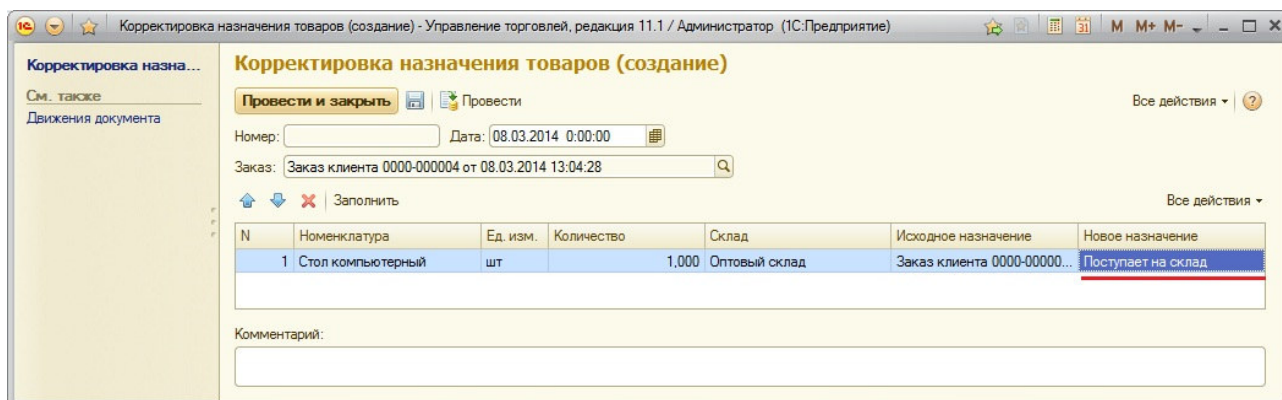 Корректировка назначения товаров (создание) - Управление торговлей, редакция 11.1 / Администратор (1С:Предприятие)
M M+ M-
Корректировка назна...
См. также
Движения документа
Корректировка назначения товаров (создание)
Провести и закрыть Провести Все действия
Номер: Дата: 08.03.2014 0:00:00
Заказ: Заказ клиента 0000-000004 от 08.03.2014 13:04:28
Заполнить Все действия
N Номенклатура Ед. изм. Количество Склад Исходное назначение Новое назначение
1 Стол компьютерный шт 1,000 Оптовый склад Заказ клиента 0000-00000... Поступает на склад
Комментарий: